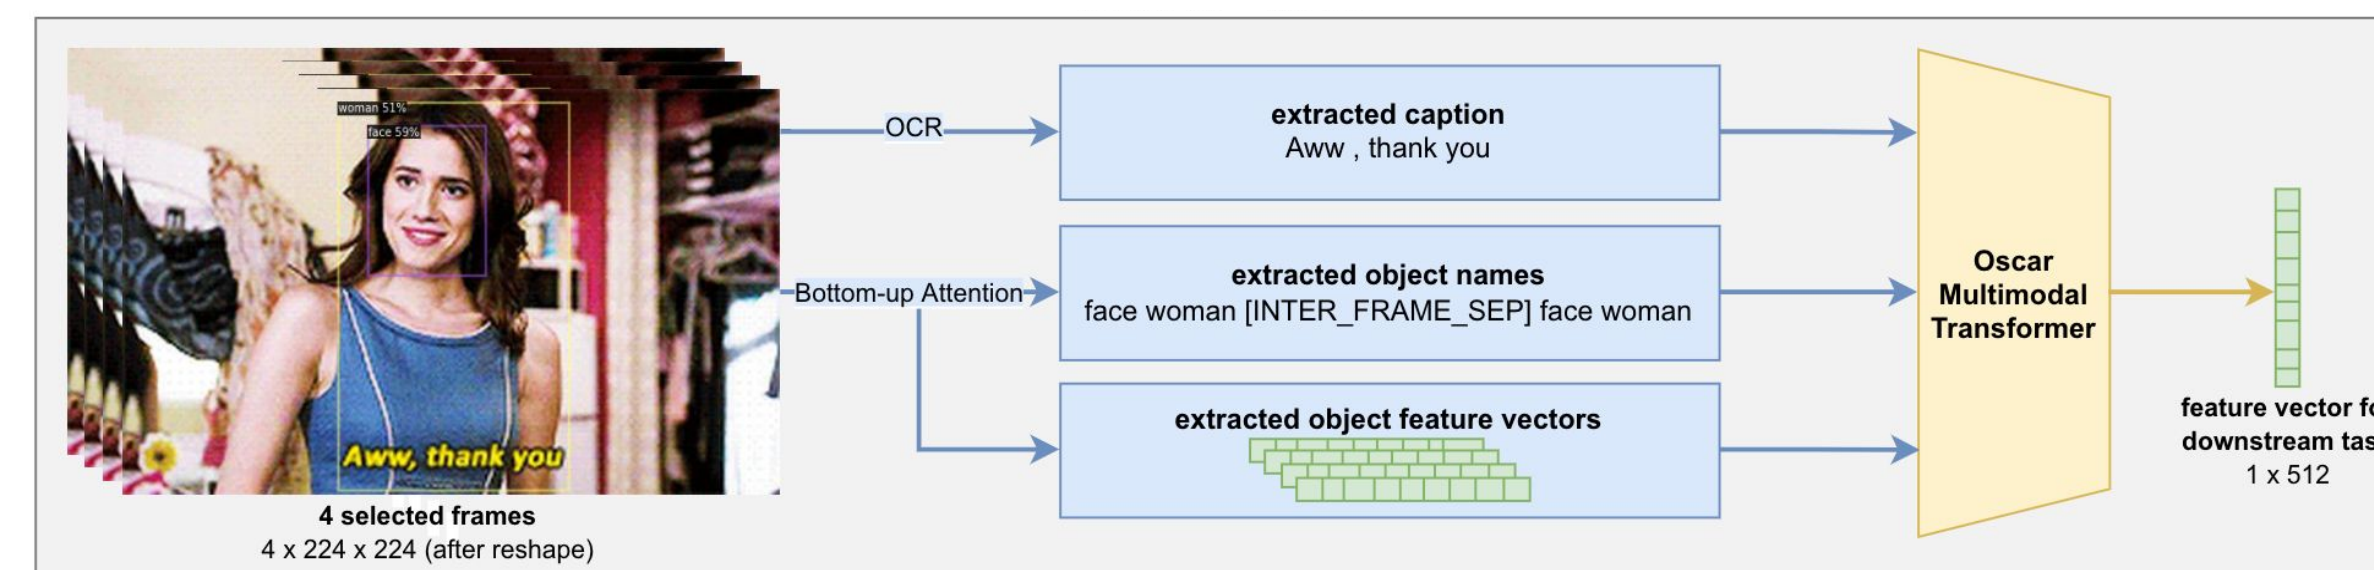 woman 51%
face 59%
Aww, thank you
4 selected frames
4 x 224 x 224 (after reshape)
OCR
Bottom-up Attention
extracted caption
Aww , thank you
extracted object names
face woman [INTER_FRAME_SEP] face woman
extracted object feature vectors
Oscar
Multimodal
Transformer
feature vector
downstream
1 x 512